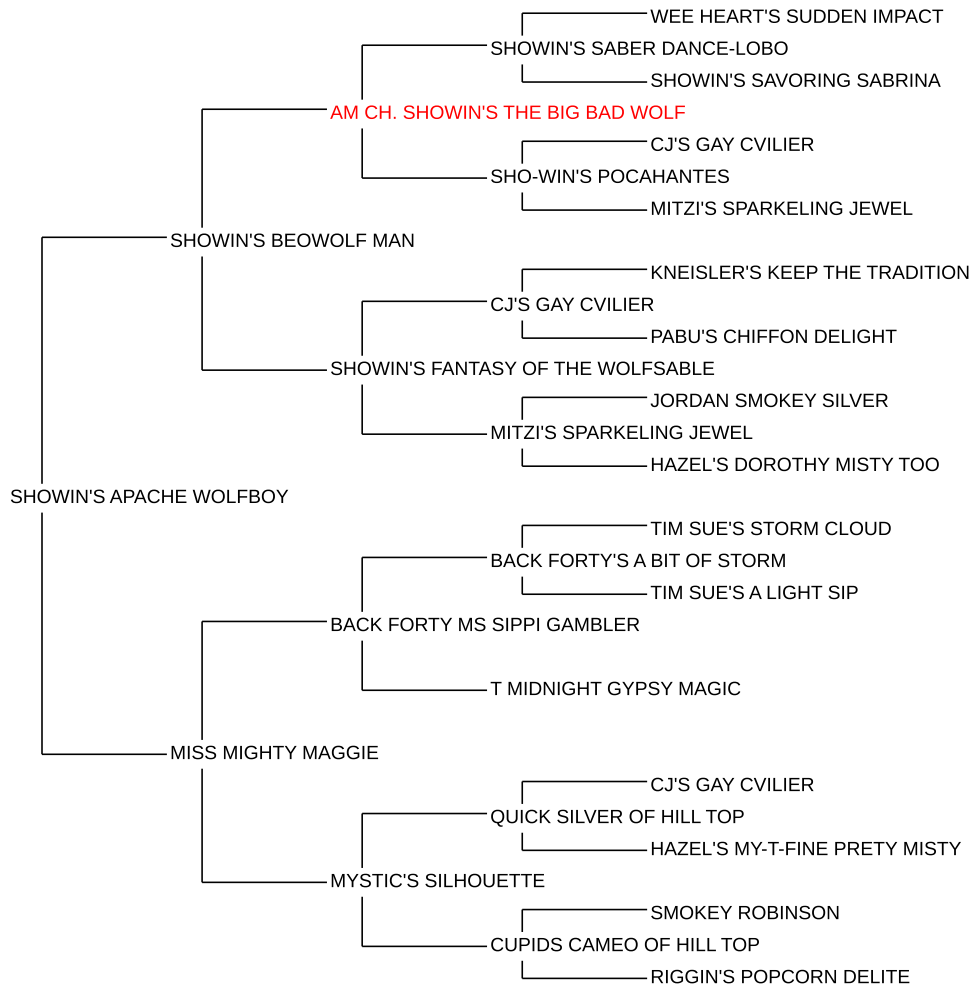 WEE HEART'S SUDDEN IMPACT
SHOWIN'S SABER DANCE-LOBO
SHOWIN'S SAVORING SABRINA
AM CH. SHOWIN'S THE BIG BAD WOLF
CJ'S GAY CVILIER
SHO-WIN'S POCAHANTES
MITZI'S SPARKELING JEWEL
SHOWIN'S BEOWOLF MAN
KNEISLER'S KEEP THE TRADITION
CJ'S GAY CVILIER
PABU'S CHIFFON DELIGHT
SHOWIN'S FANTASY OF THE WOLFSABLE
JORDAN SMOKEY SILVER
MITZI'S SPARKELING JEWEL
HAZEL'S DOROTHY MISTY TOO
SHOWIN'S APACHE WOLFBOY
TIM SUE'S STORM CLOUD
BACK FORTY'S A BIT OF STORM
TIM SUE'S A LIGHT SIP
BACK FORTY MS SIPPI GAMBLER
T MIDNIGHT GYPSY MAGIC
MISS MIGHTY MAGGIE
CJ'S GAY CVILIER
QUICK SILVER OF HILL TOP
HAZEL'S MY-T-FINE PRETY MISTY
MYSTIC'S SILHOUETTE
SMOKEY ROBINSON
CUPIDS CAMEO OF HILL TOP
RIGGIN'S POPCORN DELITE